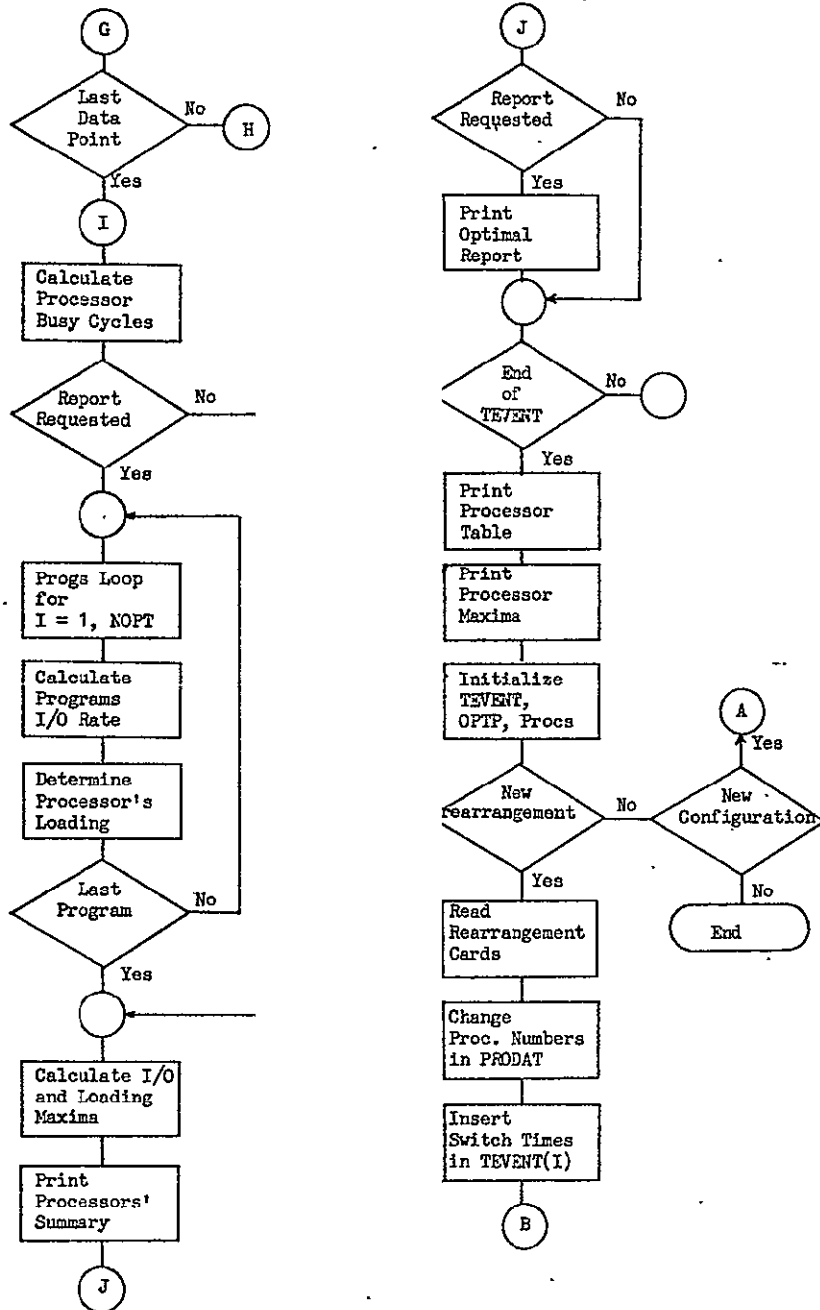 G
Last
Data
Point
No
H
Yes
I
Calculate
Processor
Busy Cycles
Report
Requested
No
Yes
Progs Loop
for
I = 1, NOPT
Calculate
Programs
I/O Rate
Determine
Processor's
Loading
Last
Program
No
Yes
Calculate I/O
and Loading
Maxima
Print
Processors'
Summary
J
J
Report
Requested
No
Yes
Print
Optimal
Report
End
of
TEVENT
No
Yes
Print
Processor
Table
Print
Processor
Maxima
Initialize
TEVENT,
OPTP, Procs
New
rearrangement
No
A
Yes
New
Configuration
No
End
Yes
Read
Rearrangement
Cards
Change
Proc. Numbers
in PRODAT
Insert
Switch Times
in TEVENT(I)
B